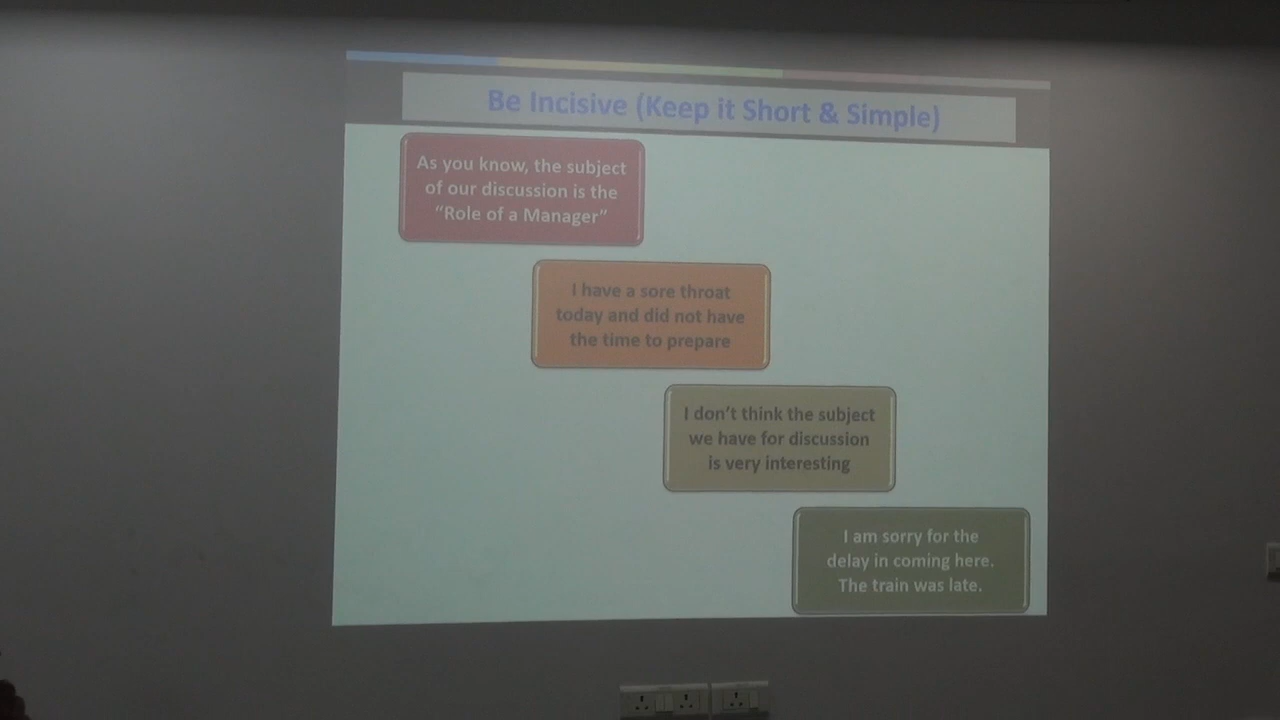 Be Incisive (Keep it Short & Simple)
As you know, the subject
of our discussion is the
“Role of a Manager”
I have a sore throat
today and did not have
the time to prepare
I don’t think the subject
we have for discussion
is very interesting
I am sorry for the
delay in coming here.
The train was late.